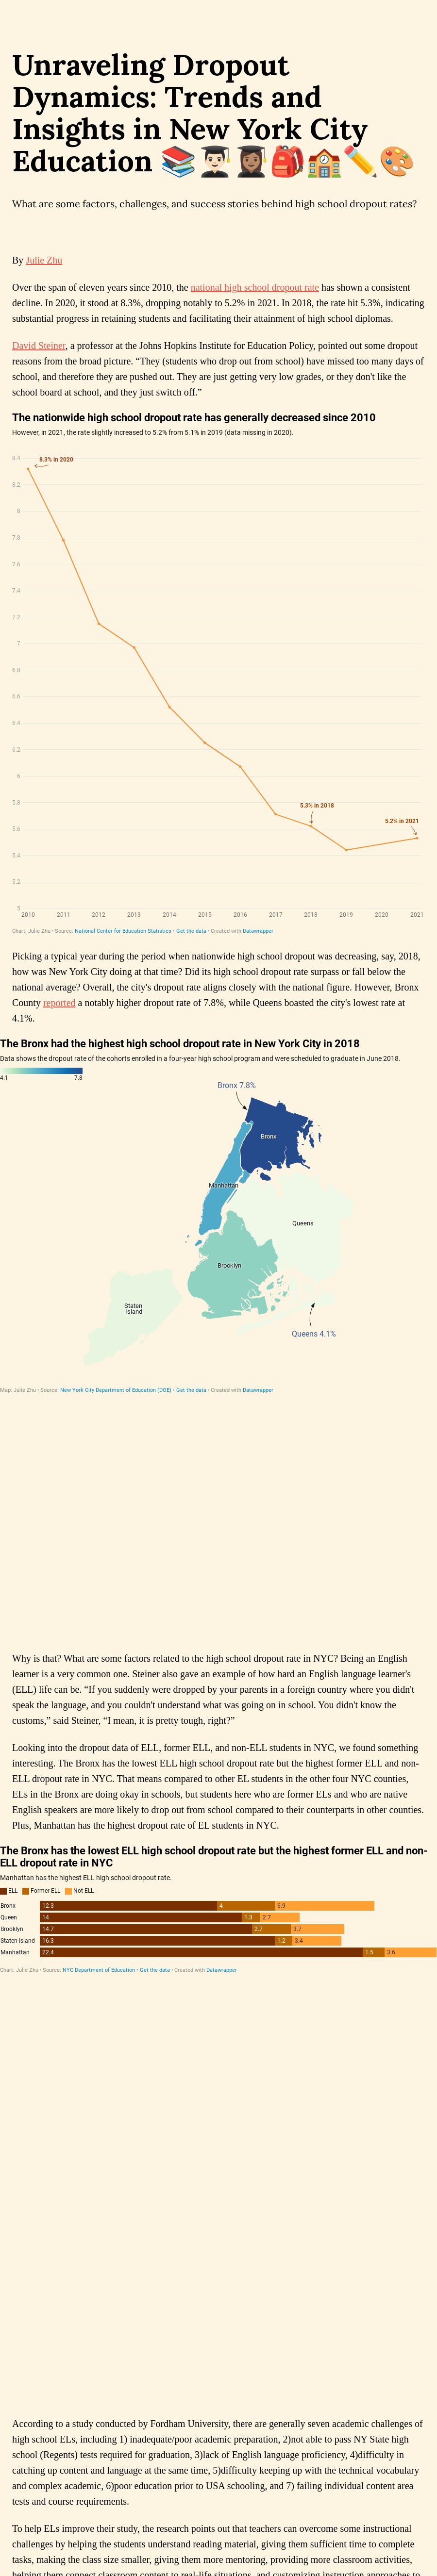 Unraveling Dropout
Dynamics: Trends and
Insights in New York City
Education
What are some factors, challenges, and success stories behind high school dropout rates?
By Julie Zhu
Over the span of eleven years since 2010, the national high school dropout rate has shown a consistent
decline. In 2020, it stood at 8.3%, dropping notably to 5.2% in 2021. In 2018, the rate hit 5.3%, indicating
substantial progress in retaining students and facilitating their attainment of high school diplomas.
David Steiner, a professor at the Johns Hopkins Institute for Education Policy, pointed out some dropout
reasons from the broad picture. “They (students who drop out from school) have missed too many days of
school, and therefore they are pushed out. They are just getting very low grades, or they don't like the
school board at school, and they just switch off.”
The nationwide high school dropout rate has generally decreased since 2010
However, in 2021, the rate slightly increased to 5.2% from 5.1% in 2019 (data missing in 2020).
8.4
8.3% in 2020
8.2
8
7.8
7.6
7.4
7.2
7
6.8
6.6
6.4
6.2
6
5.8
5.3% in 2018
5.6
5.2% in 2021
5.4
5.2
5
2010 2011 2012 2013 2014 2015 2016 2017 2018 2019 2020 2021
Chart: Julie Zhu • Source: National Center for Education Statistics • Get the data • Created with Datawrapper
Picking a typical year during the period when nationwide high school dropout was decreasing, say, 2018,
how was New York City doing at that time? Did its high school dropout rate surpass or fall below the
national average? Overall, the city's dropout rate aligns closely with the national figure. However, Bronx
County reported a notably higher dropout rate of 7.8%, while Queens boasted the city's lowest rate at
4.1%.
The Bronx had the highest high school dropout rate in New York City in 2018
Data shows the dropout rate of the cohorts enrolled in a four-year high school program and were scheduled to graduate in June 2018.
4.1 7.8
Bronx 7.8%
Bronx
Manhattan
Queens
Brooklyn
Staten
Island
Queens 4.1%
Map: Julie Zhu • Source: New York City Department of Education (DOE) • Get the data • Created with Datawrapper
Why is that? What are some factors related to the high school dropout rate in NYC? Being an English
learner is a very common one. Steiner also gave an example of how hard an English language learner's
(ELL) life can be. “If you suddenly were dropped by your parents in a foreign country where you didn't
speak the language, and you couldn't understand what was going on in school. You didn't know the
customs,” said Steiner, “I mean, it is pretty tough, right?”
Looking into the dropout data of ELL, former ELL, and non-ELL students in NYC, we found something
interesting. The Bronx has the lowest ELL high school dropout rate but the highest former ELL and non-
ELL dropout rate in NYC. That means compared to other EL students in the other four NYC counties,
ELs in the Bronx are doing okay in schools, but students here who are former ELs and who are native
English speakers are more likely to drop out from school compared to their counterparts in other counties.
Plus, Manhattan has the highest dropout rate of EL students in NYC.
The Bronx has the lowest ELL high school dropout rate but the highest former ELL and non-
ELL dropout rate in NYC
Manhattan has the highest ELL high school dropout rate.
ELL Former ELL Not ELL
Bronx 12.3 4 6.9
Queen 14 1.3 2.7
Brooklyn 14.7 2.7 3.7
Staten Island 16.3 1.2 3.4
Manhattan 22.4 1.5 3.6
Chart: Julie Zhu • Source: NYC Department of Education • Get the data • Created with Datawrapper
According to a study conducted by Fordham University, there are generally seven academic challenges of
high school ELs, including 1) inadequate/poor academic preparation, 2)not able to pass NY State high
school (Regents) tests required for graduation, 3)lack of English language proficiency, 4)difficulty in
catching up content and language at the same time, 5)difficulty keeping up with the technical vocabulary
and complex academic, 6)poor education prior to USA schooling, and 7) failing individual content area
tests and course requirements.
To help ELs improve their study, the research points out that teachers can overcome some instructional
challenges by helping the students understand reading material, giving them sufficient time to complete
tasks, making the class size smaller, giving them more mentoring, providing more classroom activities,
helping them connect classroom content to real-life situations, and customizing instruction approaches to